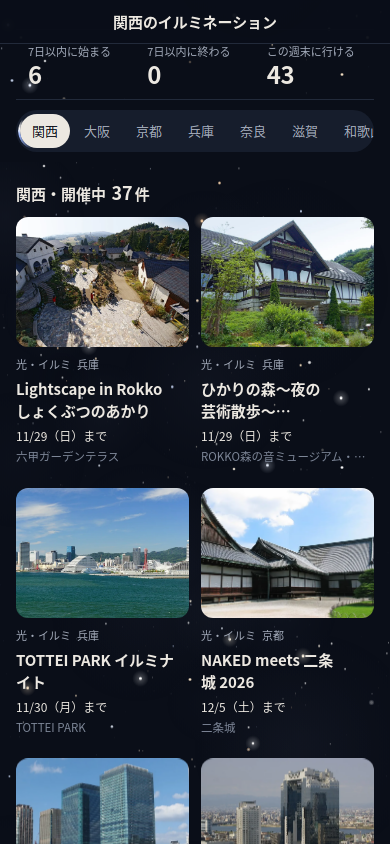 関西のイルミネーション
7日以内に始まる
7日以内に終わる
この週末に行ける
6
0
43
関西
大阪
京都
兵庫
奈良
滋賀
和歌
関西・開催中 37件
光・イルミ 兵庫
Lightscape in Rokko
しょくぶつのあかり
11/29（日）まで
六甲ガーデンテラス
光・イルミ 兵庫
ひかりの森〜夜の
芸術散歩〜…
11/29（日）まで
ROKKO森の音ミュージアム・…
光・イルミ 兵庫
TOTTEI PARK イルミナ
イト
11/30（月）まで
TOTTEI PARK
光・イルミ 京都
NAKED meets 二条
城 2026
12/5（土）まで
二条城